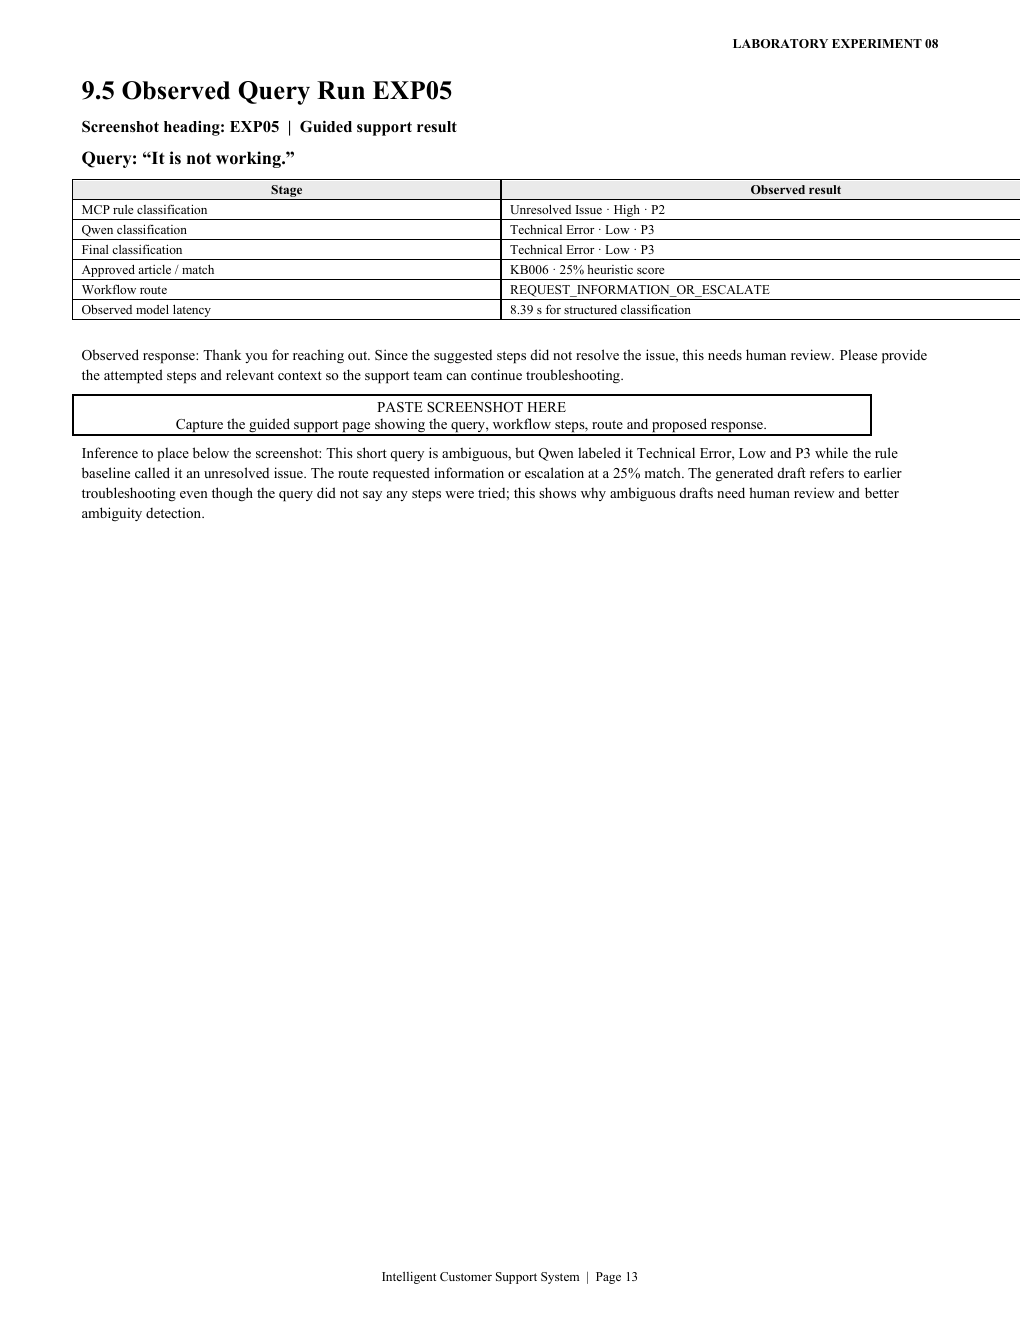 LABORATORY EXPERIMENT 08
9.5 Observed Query Run EXP05
Screenshot heading: EXP05 | Guided support result
Query: “It is not working.”
Stage Observed result
MCP rule classification Unresolved Issue · High · P2
Qwen classification Technical Error · Low · P3
Final classification Technical Error · Low · P3
Approved article / match KB006 · 25% heuristic score
Workflow route REQUEST_INFORMATION_OR_ESCALATE
Observed model latency 8.39 s for structured classification
Observed response: Thank you for reaching out. Since the suggested steps did not resolve the issue, this needs human review. Please provide
the attempted steps and relevant context so the support team can continue troubleshooting.
PASTE SCREENSHOT HERE
Capture the guided support page showing the query, workflow steps, route and proposed response.
Inference to place below the screenshot: This short query is ambiguous, but Qwen labeled it Technical Error, Low and P3 while the rule
baseline called it an unresolved issue. The route requested information or escalation at a 25% match. The generated draft refers to earlier
troubleshooting even though the query did not say any steps were tried; this shows why ambiguous drafts need human review and better
ambiguity detection.
Intelligent Customer Support System | Page 13